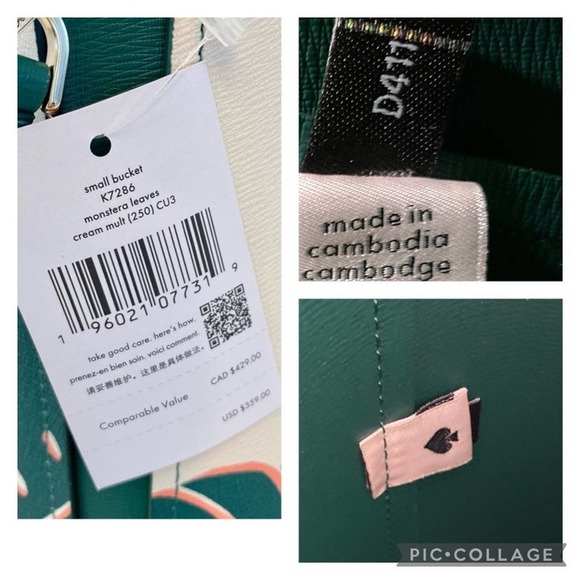 small bucket
K7286
monstera leaves
cream mult (250) CU3
1 96021 07731 9
take good care. here's how.
prenez-en bien soin. voici comment.
请妥善维护。这里是具体做法。
CAD $429.00
Comparable Value
USD $359.00
D411
made in
cambodia
cambodge
PIC•COLLAGE